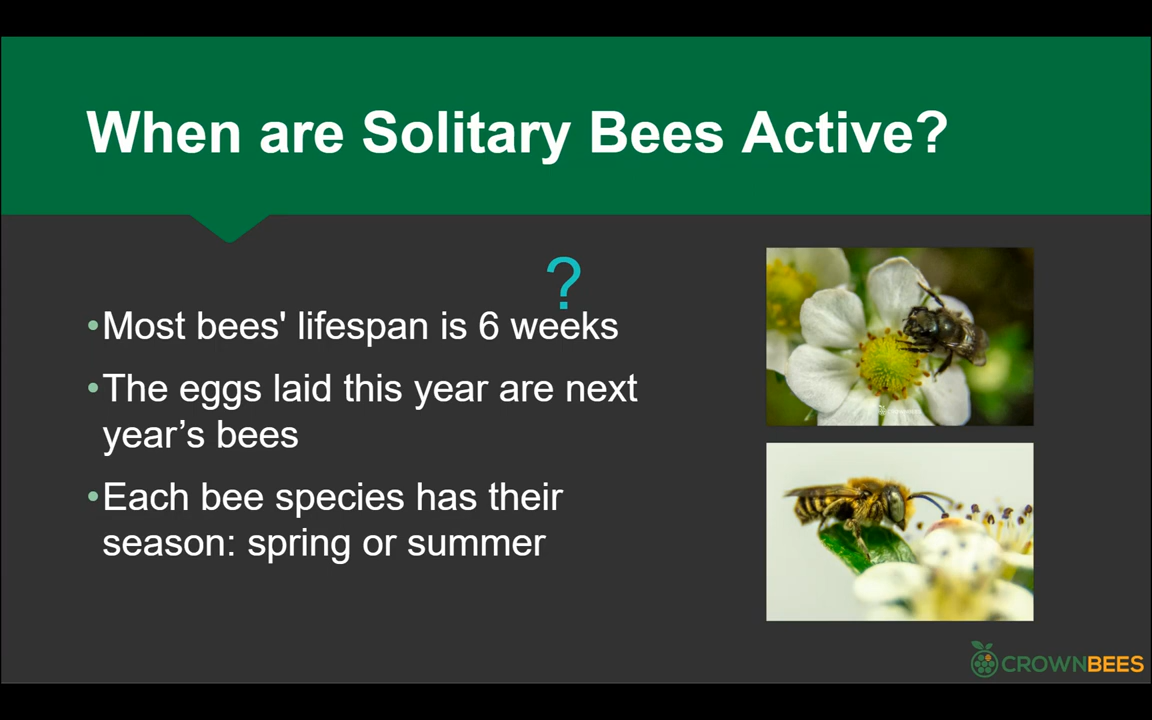 When are Solitary Bees Active?
?
•Most bees' lifespan is 6 weeks
•The eggs laid this year are next
year’s bees
•Each bee species has their
season: spring or summer
CROWNBEES